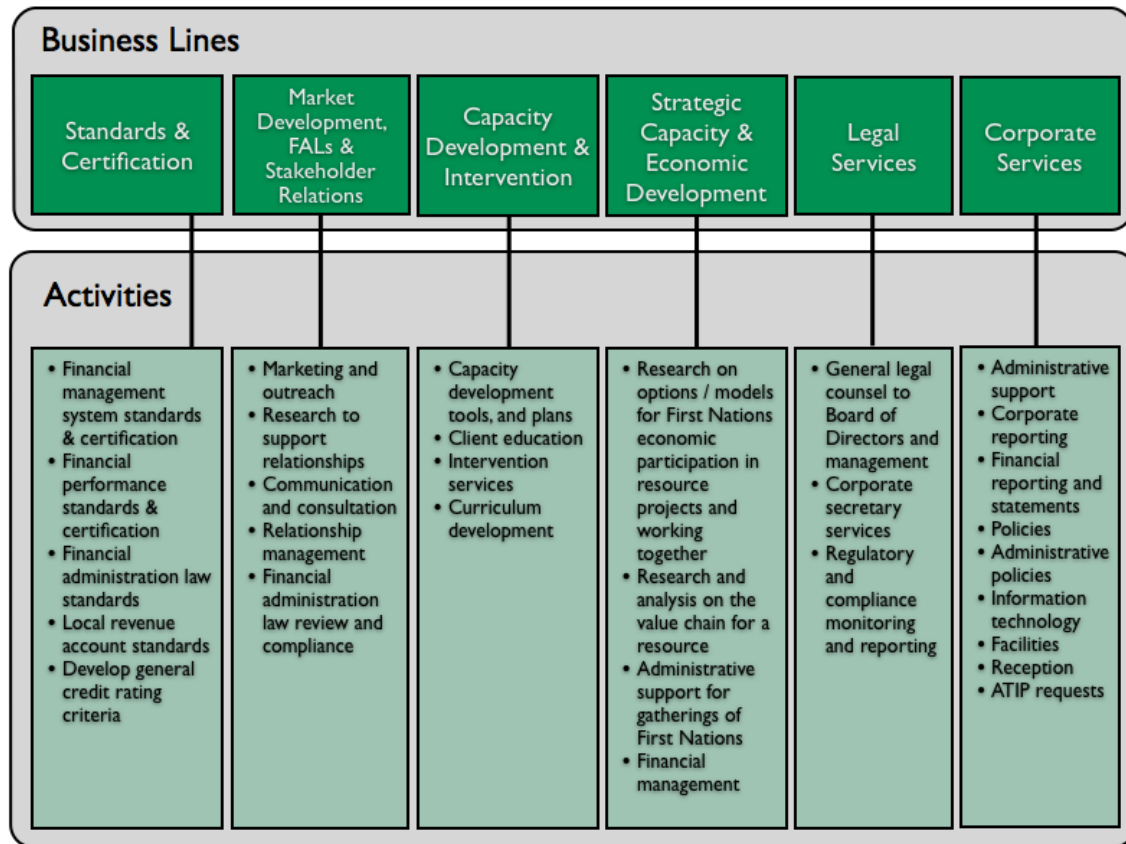 Business Lines
Standards &
Certification
Market
Development,
FALs &
Stakeholder
Relations
Capacity
Development &
Intervention
Strategic
Capacity &
Economic
Development
Legal
Services
Corporate
Services
Activities
• Financial
management
system standards
& certification
• Financial
performance
standards &
certification
• Financial
administration law
standards
• Local revenue
account standards
• Develop general
credit rating
criteria
• Marketing and
outreach
• Research to
support
relationships
• Communication
and consultation
• Relationship
management
• Financial
administration
law review and
compliance
• Capacity
development
tools, and plans
• Client education
• Intervention
services
• Curriculum
development
• Research on
options / models
for First Nations
economic
participation in
resource
projects and
working
together
• Research and
analysis on the
value chain for a
resource
• Administrative
support for
gatherings of
First Nations
• Financial
management
• General legal
counsel to
Board of
Directors and
management
• Corporate
secretary
services
• Regulatory
and
compliance
monitoring
and reporting
• Administrative
support
• Corporate
reporting
• Financial
reporting and
statements
• Policies
• Administrative
policies
• Information
technology
• Facilities
• Reception
• ATIP requests